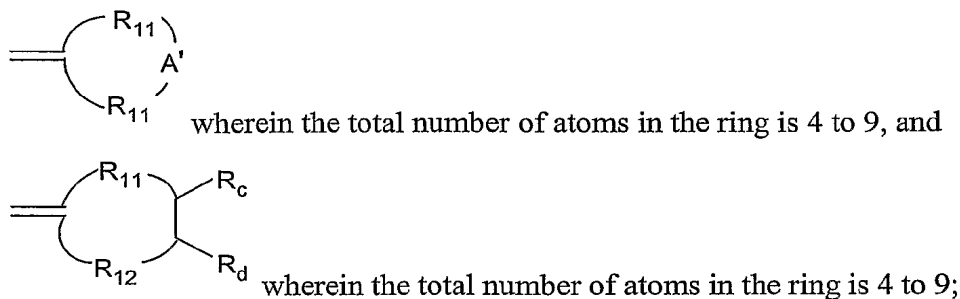 R11
A'
R11
wherein the total number of atoms in the ring is 4 to 9, and
R11
Rc
R12
Rd
wherein the total number of atoms in the ring is 4 to 9;